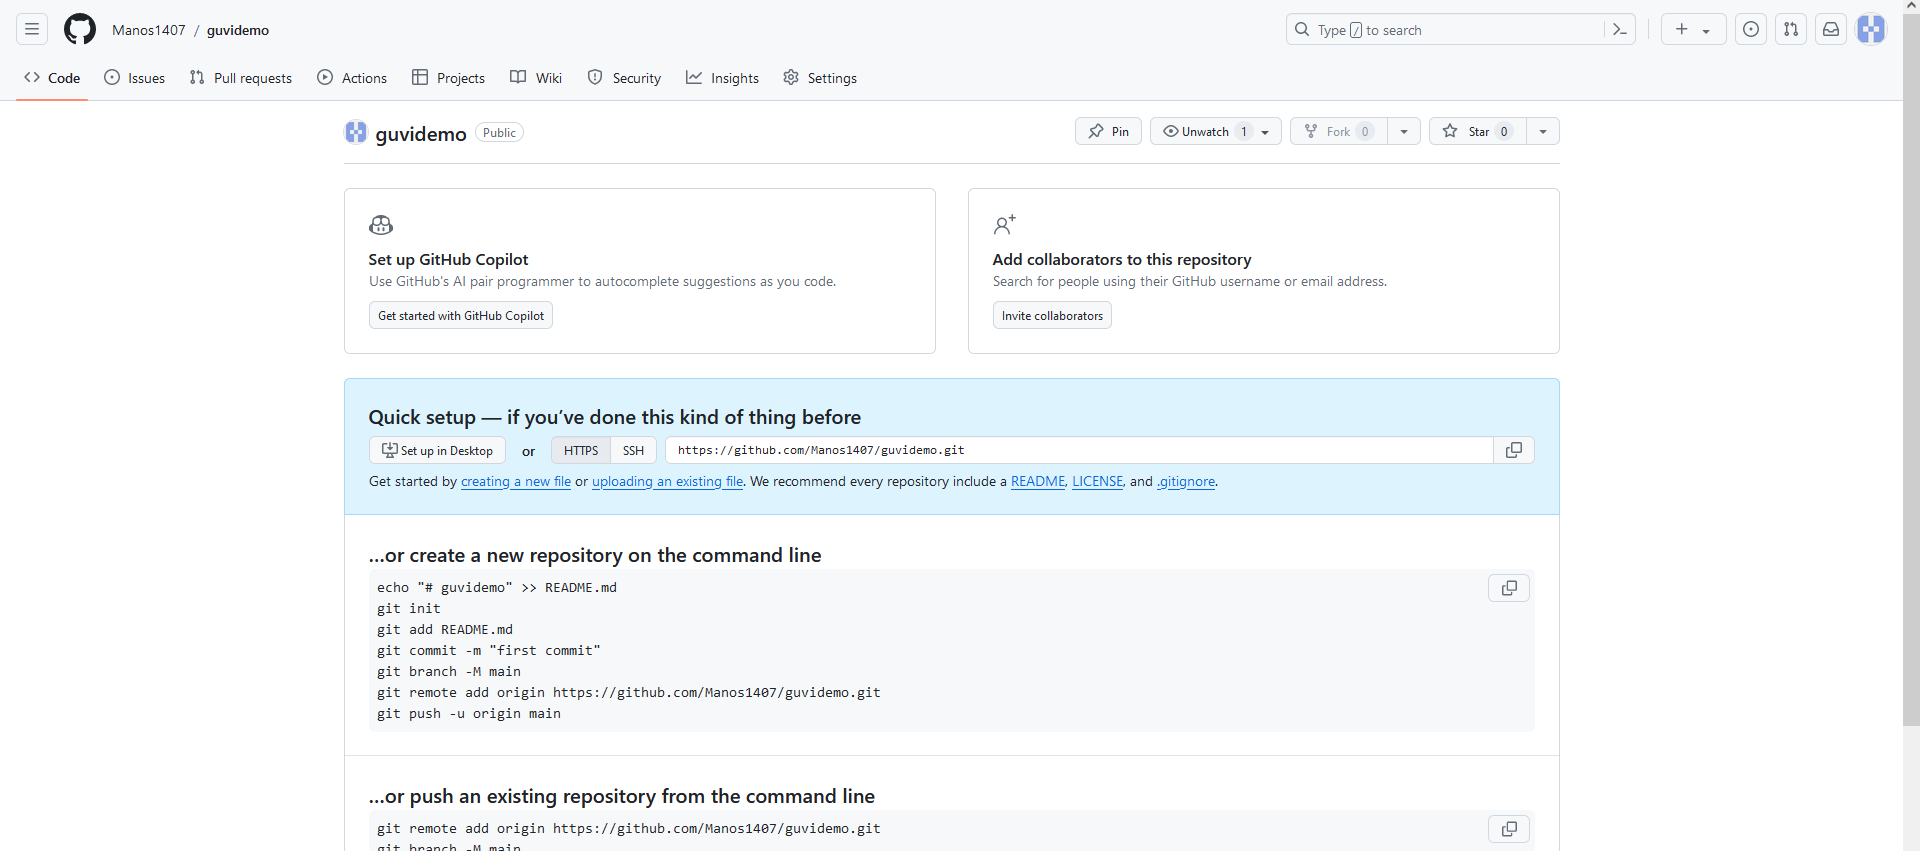 Manos1407 / guvidemo
Type / to search
Code Issues Pull requests Actions Projects Wiki Security Insights Settings
guvidemo Public
Pin Unwatch 1 Fork 0 Star 0
Set up GitHub Copilot
Use GitHub's AI pair programmer to autocomplete suggestions as you code.
Get started with GitHub Copilot
Add collaborators to this repository
Search for people using their GitHub username or email address.
Invite collaborators
Quick setup — if you’ve done this kind of thing before
Set up in Desktop or HTTPS SSH https://github.com/Manos1407/guvidemo.git
Get started by creating a new file or uploading an existing file. We recommend every repository include a README, LICENSE, and .gitignore.
…or create a new repository on the command line
echo "# guvidemo" >> README.md
git init
git add README.md
git commit -m "first commit"
git branch -M main
git remote add origin https://github.com/Manos1407/guvidemo.git
git push -u origin main
…or push an existing repository from the command line
git remote add origin https://github.com/Manos1407/guvidemo.git
git branch -M main